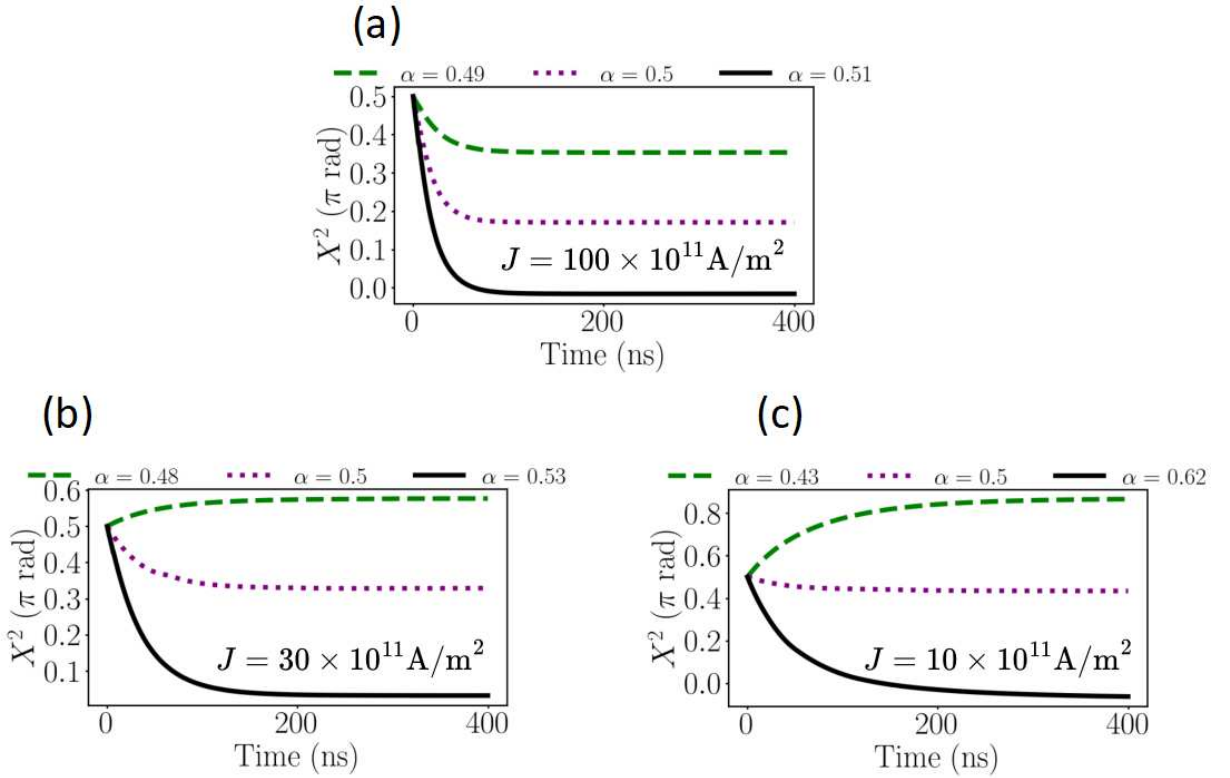 (a)
α = 0.49 α = 0.5 α = 0.51
0.5
0.4
0.3
0.2
0.1
0.0
X² (π rad)
J = 100 × 10¹¹A/m²
0 200 400
Time (ns)
(b)
α = 0.48 α = 0.5 α = 0.53
0.6
0.5
0.4
0.3
0.2
0.1
X² (π rad)
J = 30 × 10¹¹A/m²
0 200 400
Time (ns)
(c)
α = 0.43 α = 0.5 α = 0.62
0.8
0.6
0.4
0.2
0.0
X² (π rad)
J = 10 × 10¹¹A/m²
0 200 400
Time (ns)